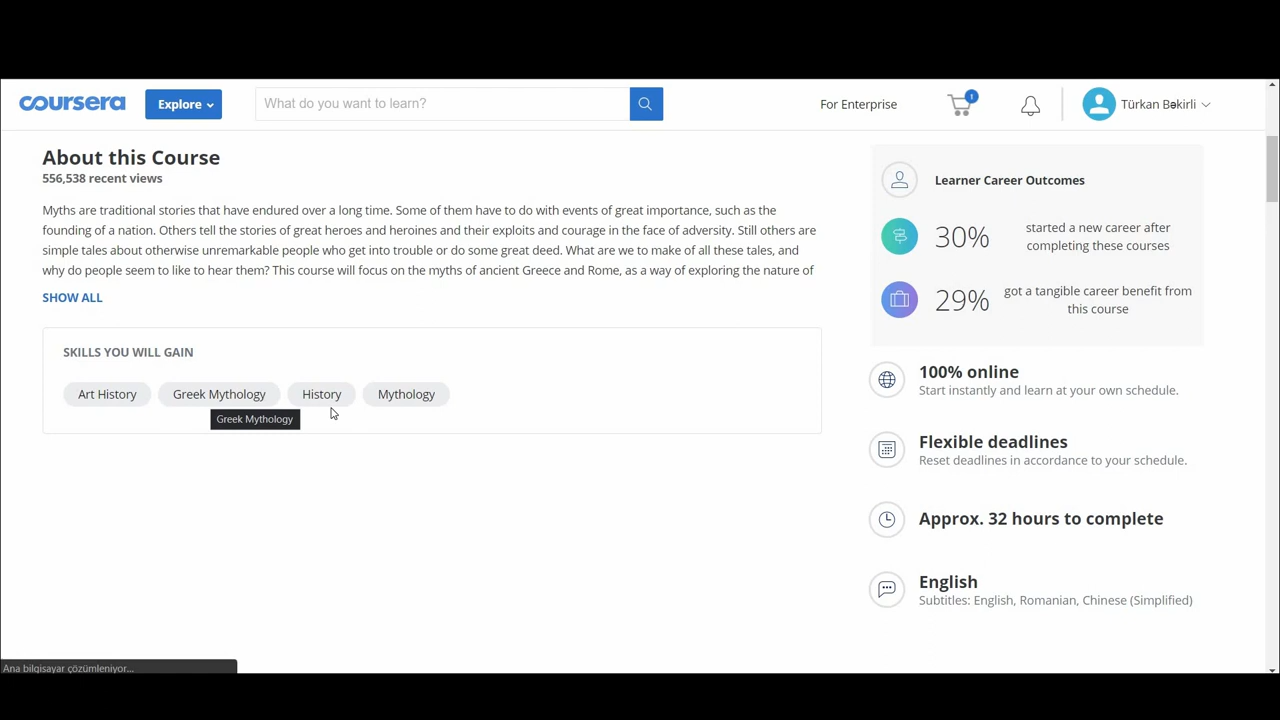 coursera
Explore
What do you want to learn?
For Enterprise
1
Türkan Bəkirli
About this Course
556,538 recent views
Myths are traditional stories that have endured over a long time. Some of them have to do with events of great importance, such as the
founding of a nation. Others tell the stories of great heroes and heroines and their exploits and courage in the face of adversity. Still others are
simple tales about otherwise unremarkable people who get into trouble or do some great deed. What are we to make of all these tales, and
why do people seem to like to hear them? This course will focus on the myths of ancient Greece and Rome, as a way of exploring the nature of
SHOW ALL
SKILLS YOU WILL GAIN
Art History
Greek Mythology
History
Mythology
Greek Mythology
Learner Career Outcomes
30%
started a new career after
completing these courses
29%
got a tangible career benefit from
this course
100% online
Start instantly and learn at your own schedule.
Flexible deadlines
Reset deadlines in accordance to your schedule.
Approx. 32 hours to complete
English
Subtitles: English, Romanian, Chinese (Simplified)
Ana bilgisayar çözümleniyor...